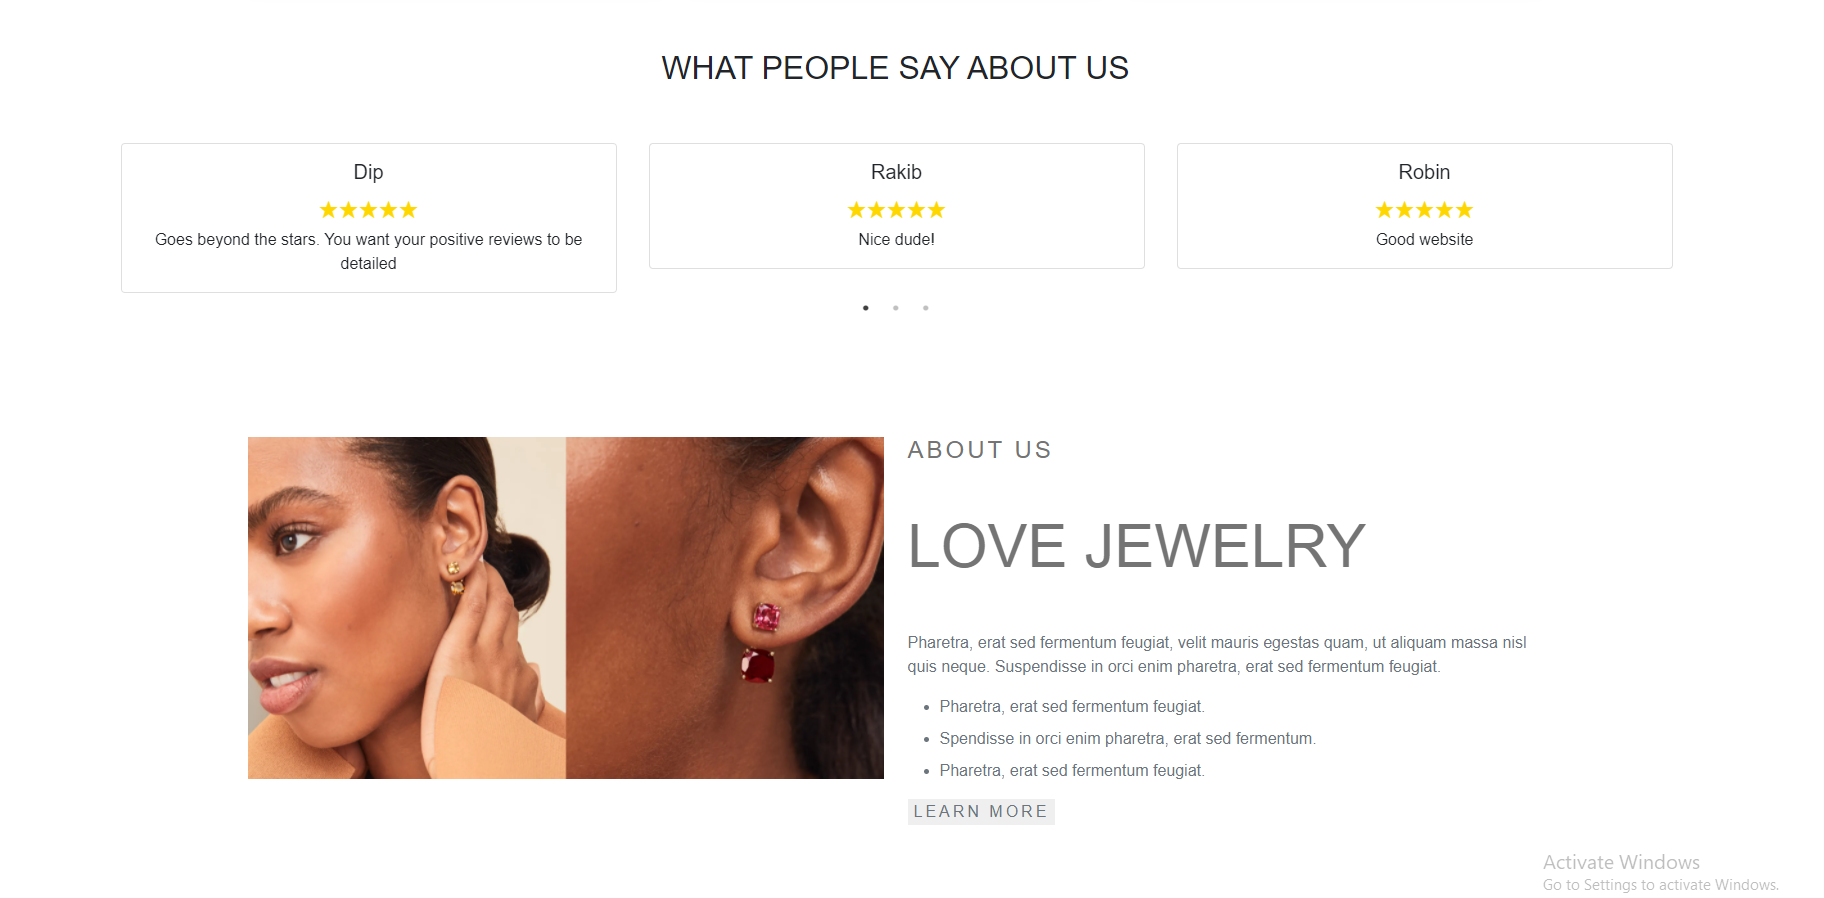 WHAT PEOPLE SAY ABOUT US
Dip
Goes beyond the stars. You want your positive reviews to be
detailed
Rakib
Nice dude!
Robin
Good website
ABOUT US
LOVE JEWELRY
Pharetra, erat sed fermentum feugiat, velit mauris egestas quam, ut aliquam massa nisl
quis neque. Suspendisse in orci enim pharetra, erat sed fermentum feugiat.
Pharetra, erat sed fermentum feugiat.
Spendisse in orci enim pharetra, erat sed fermentum.
Pharetra, erat sed fermentum feugiat.
LEARN MORE
Activate Windows
Go to Settings to activate Windows.